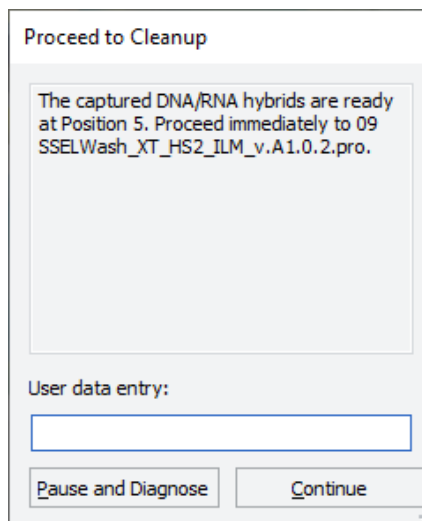 Proceed to Cleanup
The captured DNA/RNA hybrids are ready
at Position 5. Proceed immediately to 09
SSELWash_XT_HS2_ILM_v.A1.0.2.pro.
User data entry:
Pause and Diagnose
Continue